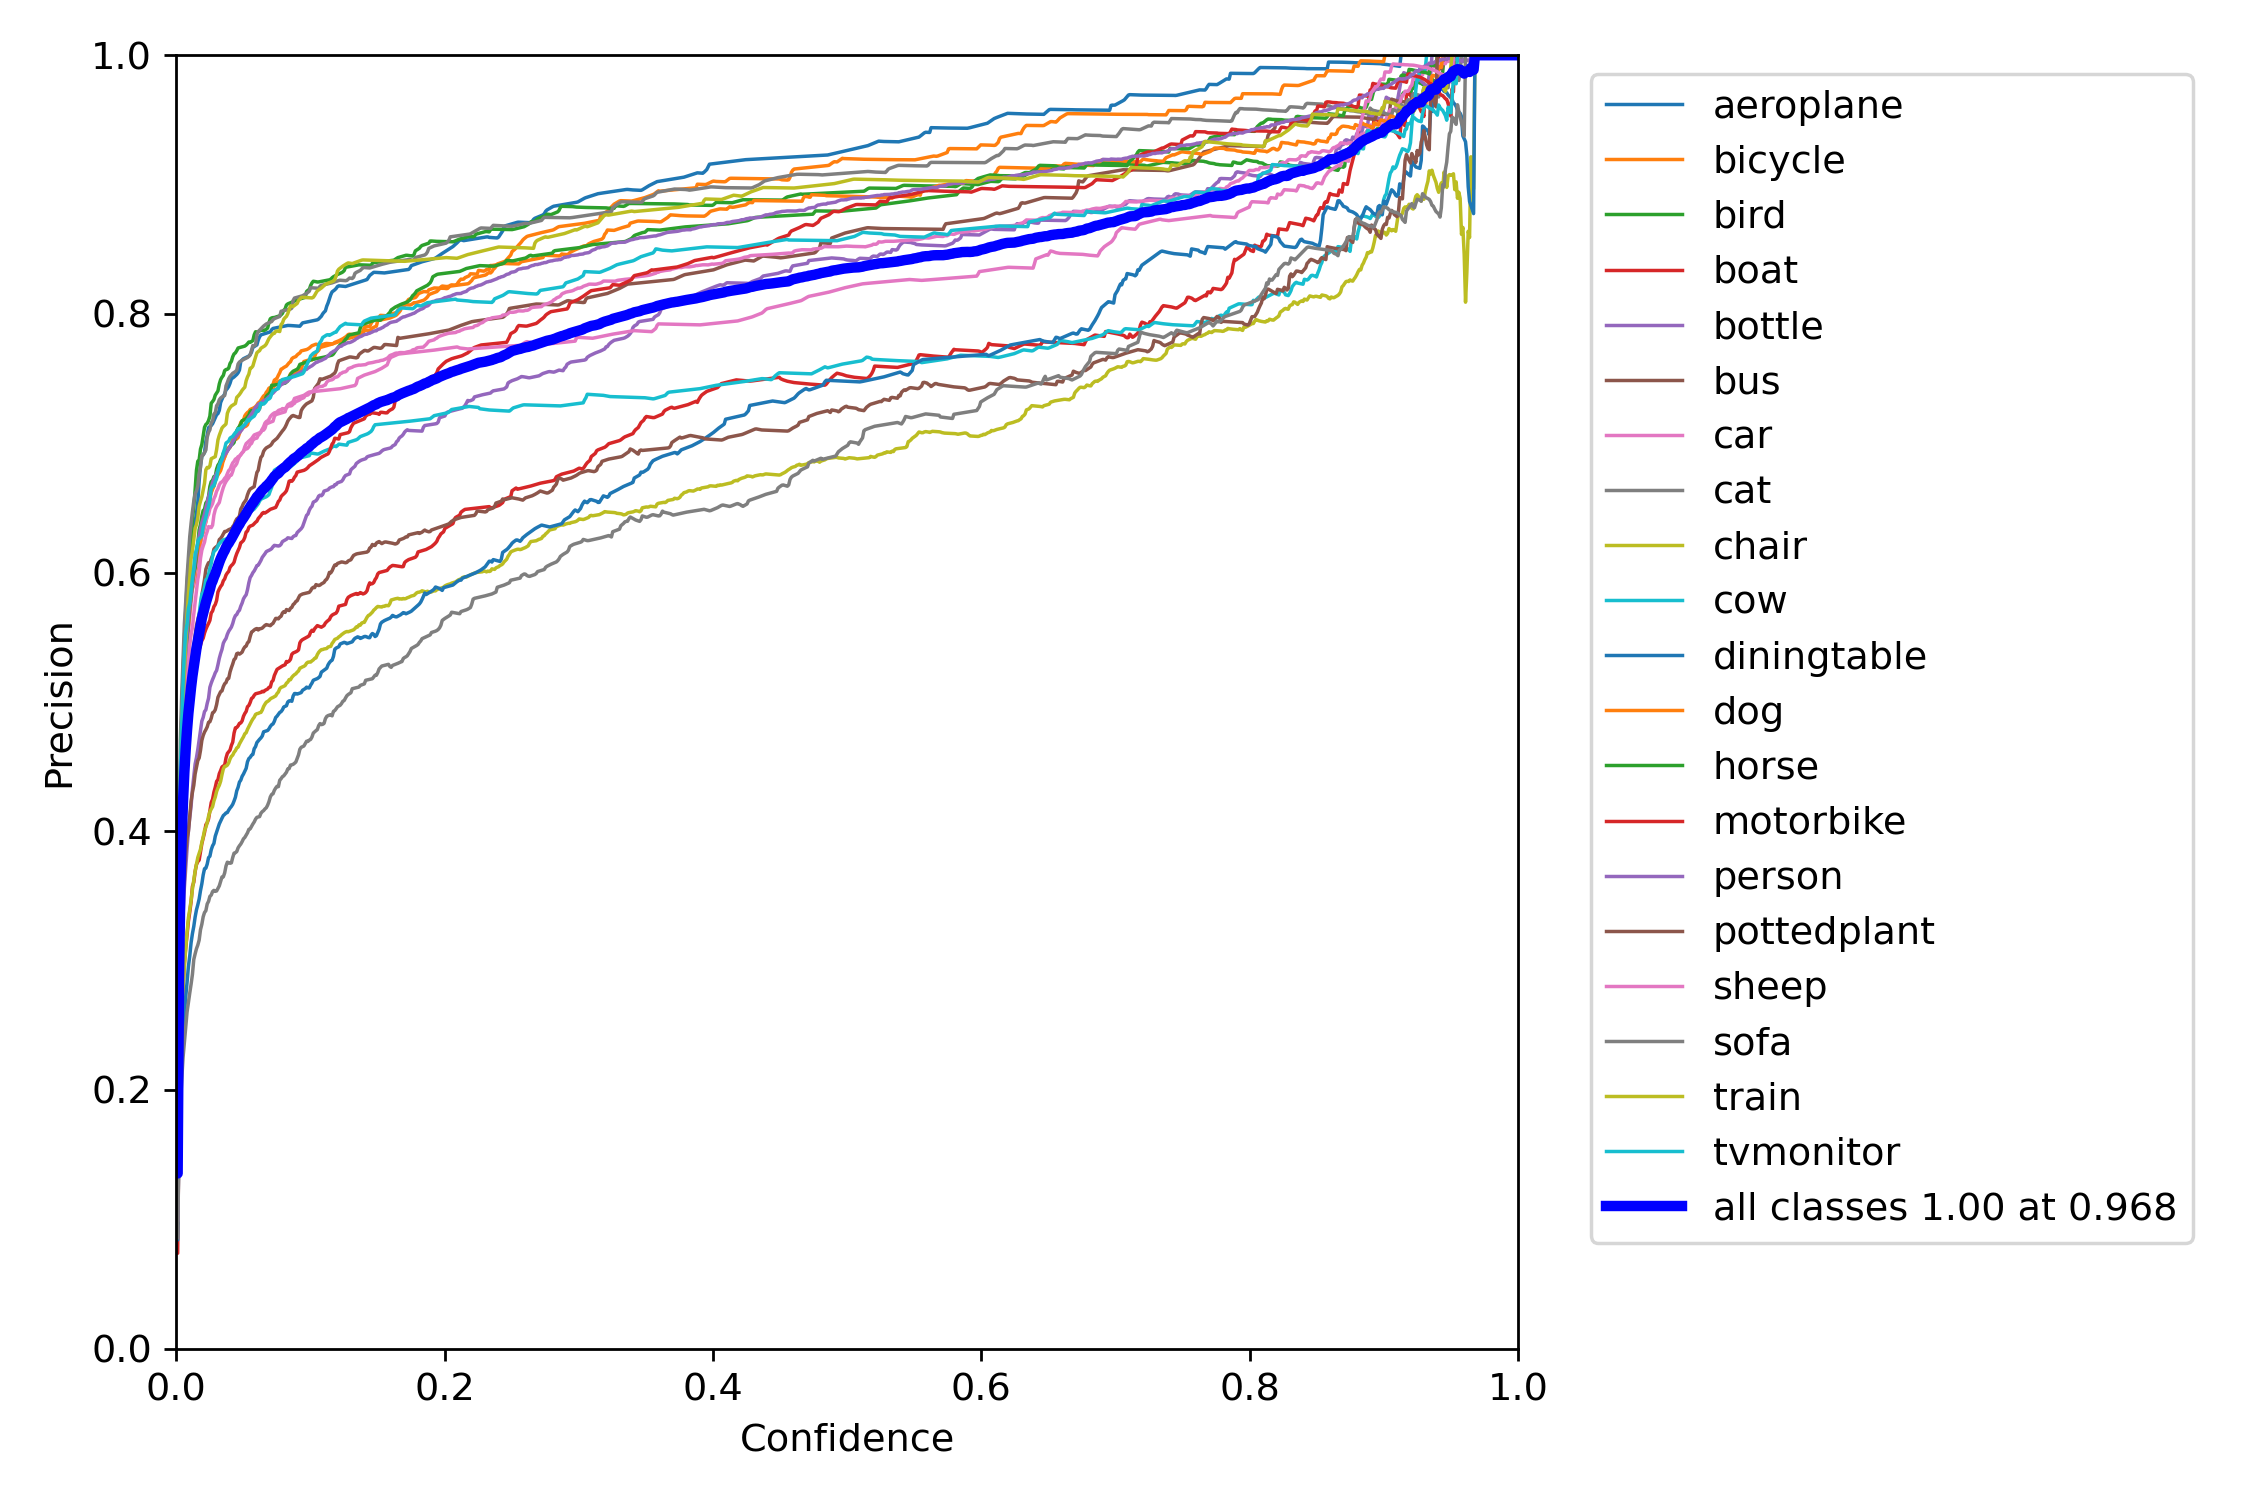 1.0
0.8
0.6
0.4
0.2
0.0
0.0 0.2 0.4 0.6 0.8 1.0
Precision
Confidence
aeroplane
bicycle
bird
boat
bottle
bus
car
cat
chair
cow
diningtable
dog
horse
motorbike
person
pottedplant
sheep
sofa
train
tvmonitor
all classes 1.00 at 0.968